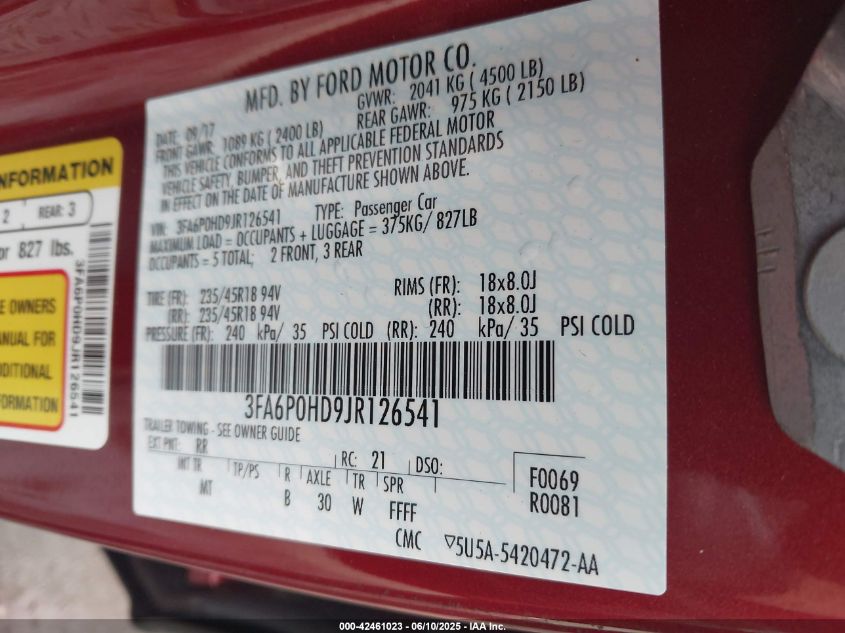 MFD. BY FORD MOTOR CO.
DATE: 09/17 GVWR: 2041 KG ( 4500 LB)
FRONT GAWR: 1089 KG ( 2400 LB) REAR GAWR: 975 KG ( 2150 LB)
THIS VEHICLE CONFORMS TO ALL APPLICABLE FEDERAL MOTOR
VEHICLE SAFETY, BUMPER, AND THEFT PREVENTION STANDARDS
IN EFFECT ON THE DATE OF MANUFACTURE SHOWN ABOVE.
VIN: 3FA6P0HD9JR126541 TYPE: Passenger Car
MAXIMUM LOAD = OCCUPANTS + LUGGAGE = 375KG/ 827LB
OCCUPANTS = 5 TOTAL; 2 FRONT, 3 REAR
TIRE (FR): 235/45R18 94V RIMS (FR): 18x8.0J
(RR): 235/45R18 94V (RR): 18x8.0J
PRESSURE (FR): 240 kPa/ 35 PSI COLD (RR): 240 kPa/ 35 PSI COLD
3FA6P0HD9JR126541
TRAILER TOWING - SEE OWNER GUIDE
EXT PNT: RR RC: 21 DSO:
INT TR TP/PS R AXLE TR SPR
MT B 30 W FFFF
F0069
R0081
CMC ▽5U5A-5420472-AA
NFORMATION
2 REAR: 3
or 827 lbs.
E OWNERS
ANUAL FOR
DDITIONAL
FORMATION
3FA6P0HD9JR126541
000-42461023 — 06/10/2025 - IAA Inc.